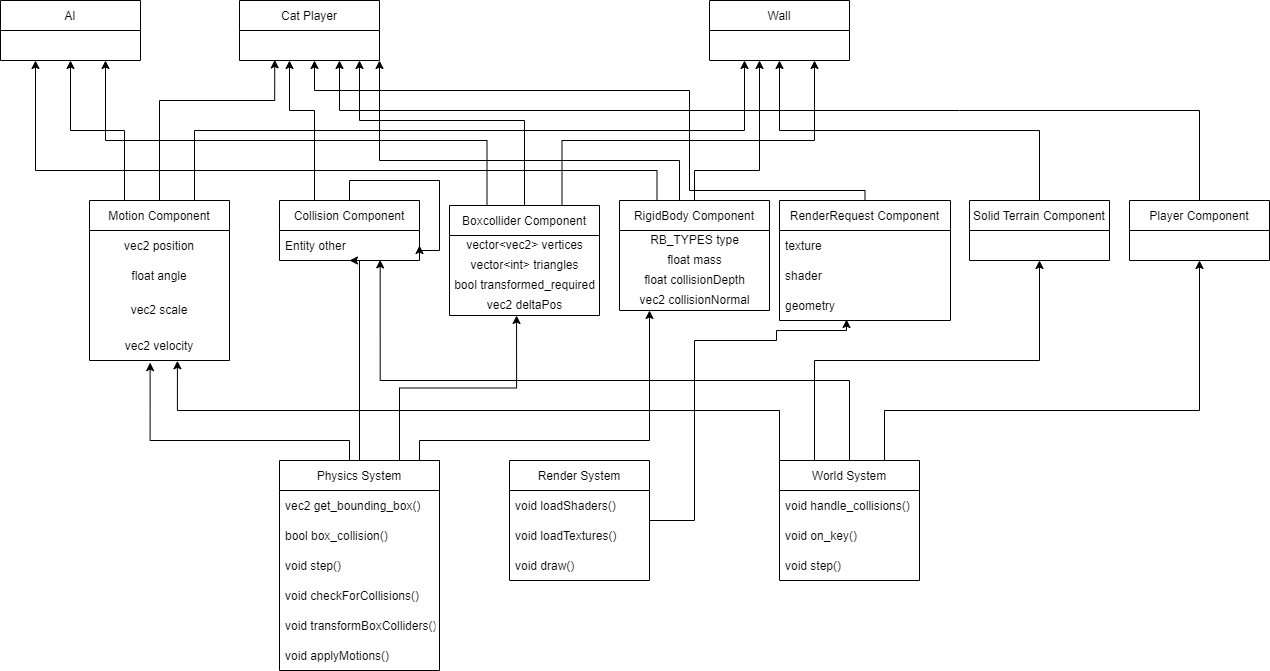 AI
Cat Player
Wall
Motion Component
vec2 position
float angle
vec2 scale
vec2 velocity
Collision Component
Entity other
Boxcollider Component
vector<vec2> vertices
vector<int> triangles
bool transformed_required
vec2 deltaPos
RigidBody Component
RB_TYPES type
float mass
float collisionDepth
vec2 collisionNormal
RenderRequest Component
texture
shader
geometry
Solid Terrain Component
Player Component
Physics System
vec2 get_bounding_box()
bool box_collision()
void step()
void checkForCollisions()
void transformBoxColliders()
void applyMotions()
Render System
void loadShaders()
void loadTextures()
void draw()
World System
void handle_collisions()
void on_key()
void step()